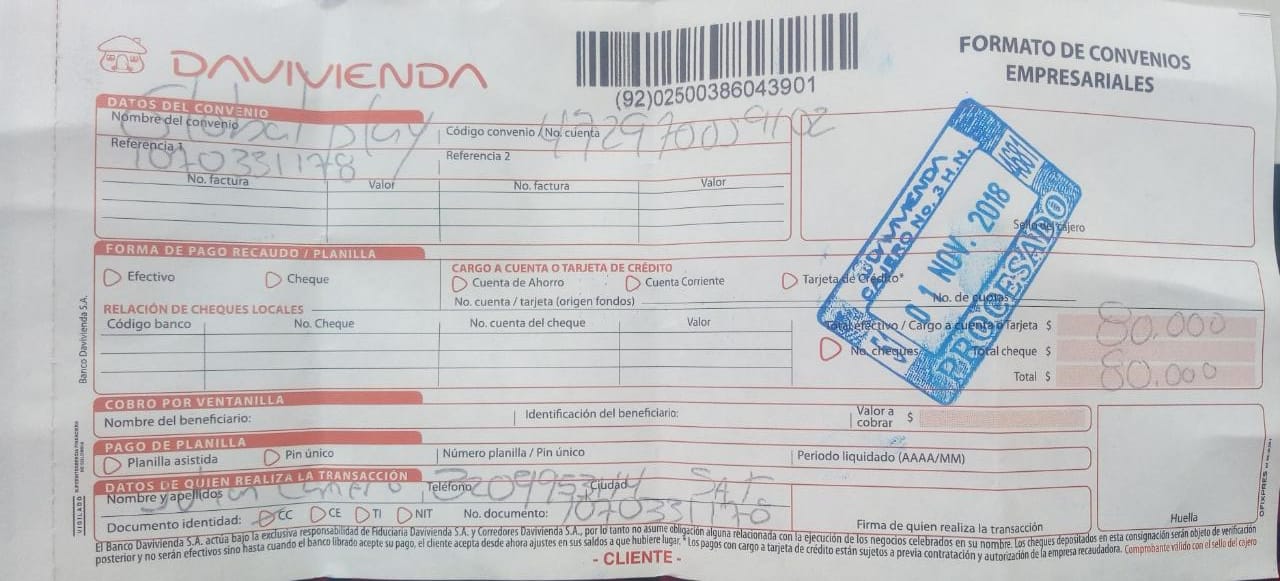 DAVIVIENDA
(92)02500386043901
FORMATO DE CONVENIOS
EMPRESARIALES
DATOS DEL CONVENIO
Nombre del convenio Global play
Código convenio / No. cuenta
Referencia 1 1070331178
Referencia 2
No. factura Valor No. factura Valor
Sello del cajero
DAVIVIENDA
CAJERO No. 3 H.N.
01 NOV. 2018
PROCESADO
FORMA DE PAGO RECAUDO / PLANILLA
Efectivo Cheque
CARGO A CUENTA O TARJETA DE CRÉDITO
Cuenta de Ahorro Cuenta Corriente Tarjeta de Crédito*
No. cuenta / tarjeta (origen fondos) No. de cuotas
RELACIÓN DE CHEQUES LOCALES
Código banco No. Cheque No. cuenta del cheque Valor
Total efectivo / Cargo a cuenta o Tarjeta $ 80.000
No. cheques Total cheque $
Total $ 80.000
COBRO POR VENTANILLA
Nombre del beneficiario: Identificación del beneficiario: Valor a cobrar $
PAGO DE PLANILLA
Planilla asistida Pin único Número planilla / Pin único Periodo liquidado (AAAA/MM)
DATOS DE QUIEN REALIZA LA TRANSACCIÓN
Nombre y apellidos Teléfono Ciudad
Documento identidad: CC CE TI NIT No. documento: 1070331178
Firma de quien realiza la transacción
Huella
El Banco Davivienda S.A. actúa bajo la exclusiva responsabilidad de Fiduciaria Davivienda S.A. y Corredores Davivienda S.A., por lo tanto no asume obligación alguna relacionada con la ejecución de los negocios celebrados en su nombre. Los cheques depositados en esta consignación serán objeto de verificación
posterior y no serán efectivos sino hasta cuando el banco librado acepte su pago, el cliente acepta desde ahora ajustes en sus saldos a que hubiere lugar. *Los pagos con cargo a tarjeta de crédito están sujetos a previa contratación y autorización de la empresa recaudadora. Comprobante válido con el sello del cajero
- CLIENTE -
Banco Davivienda S.A.
VIGILADO